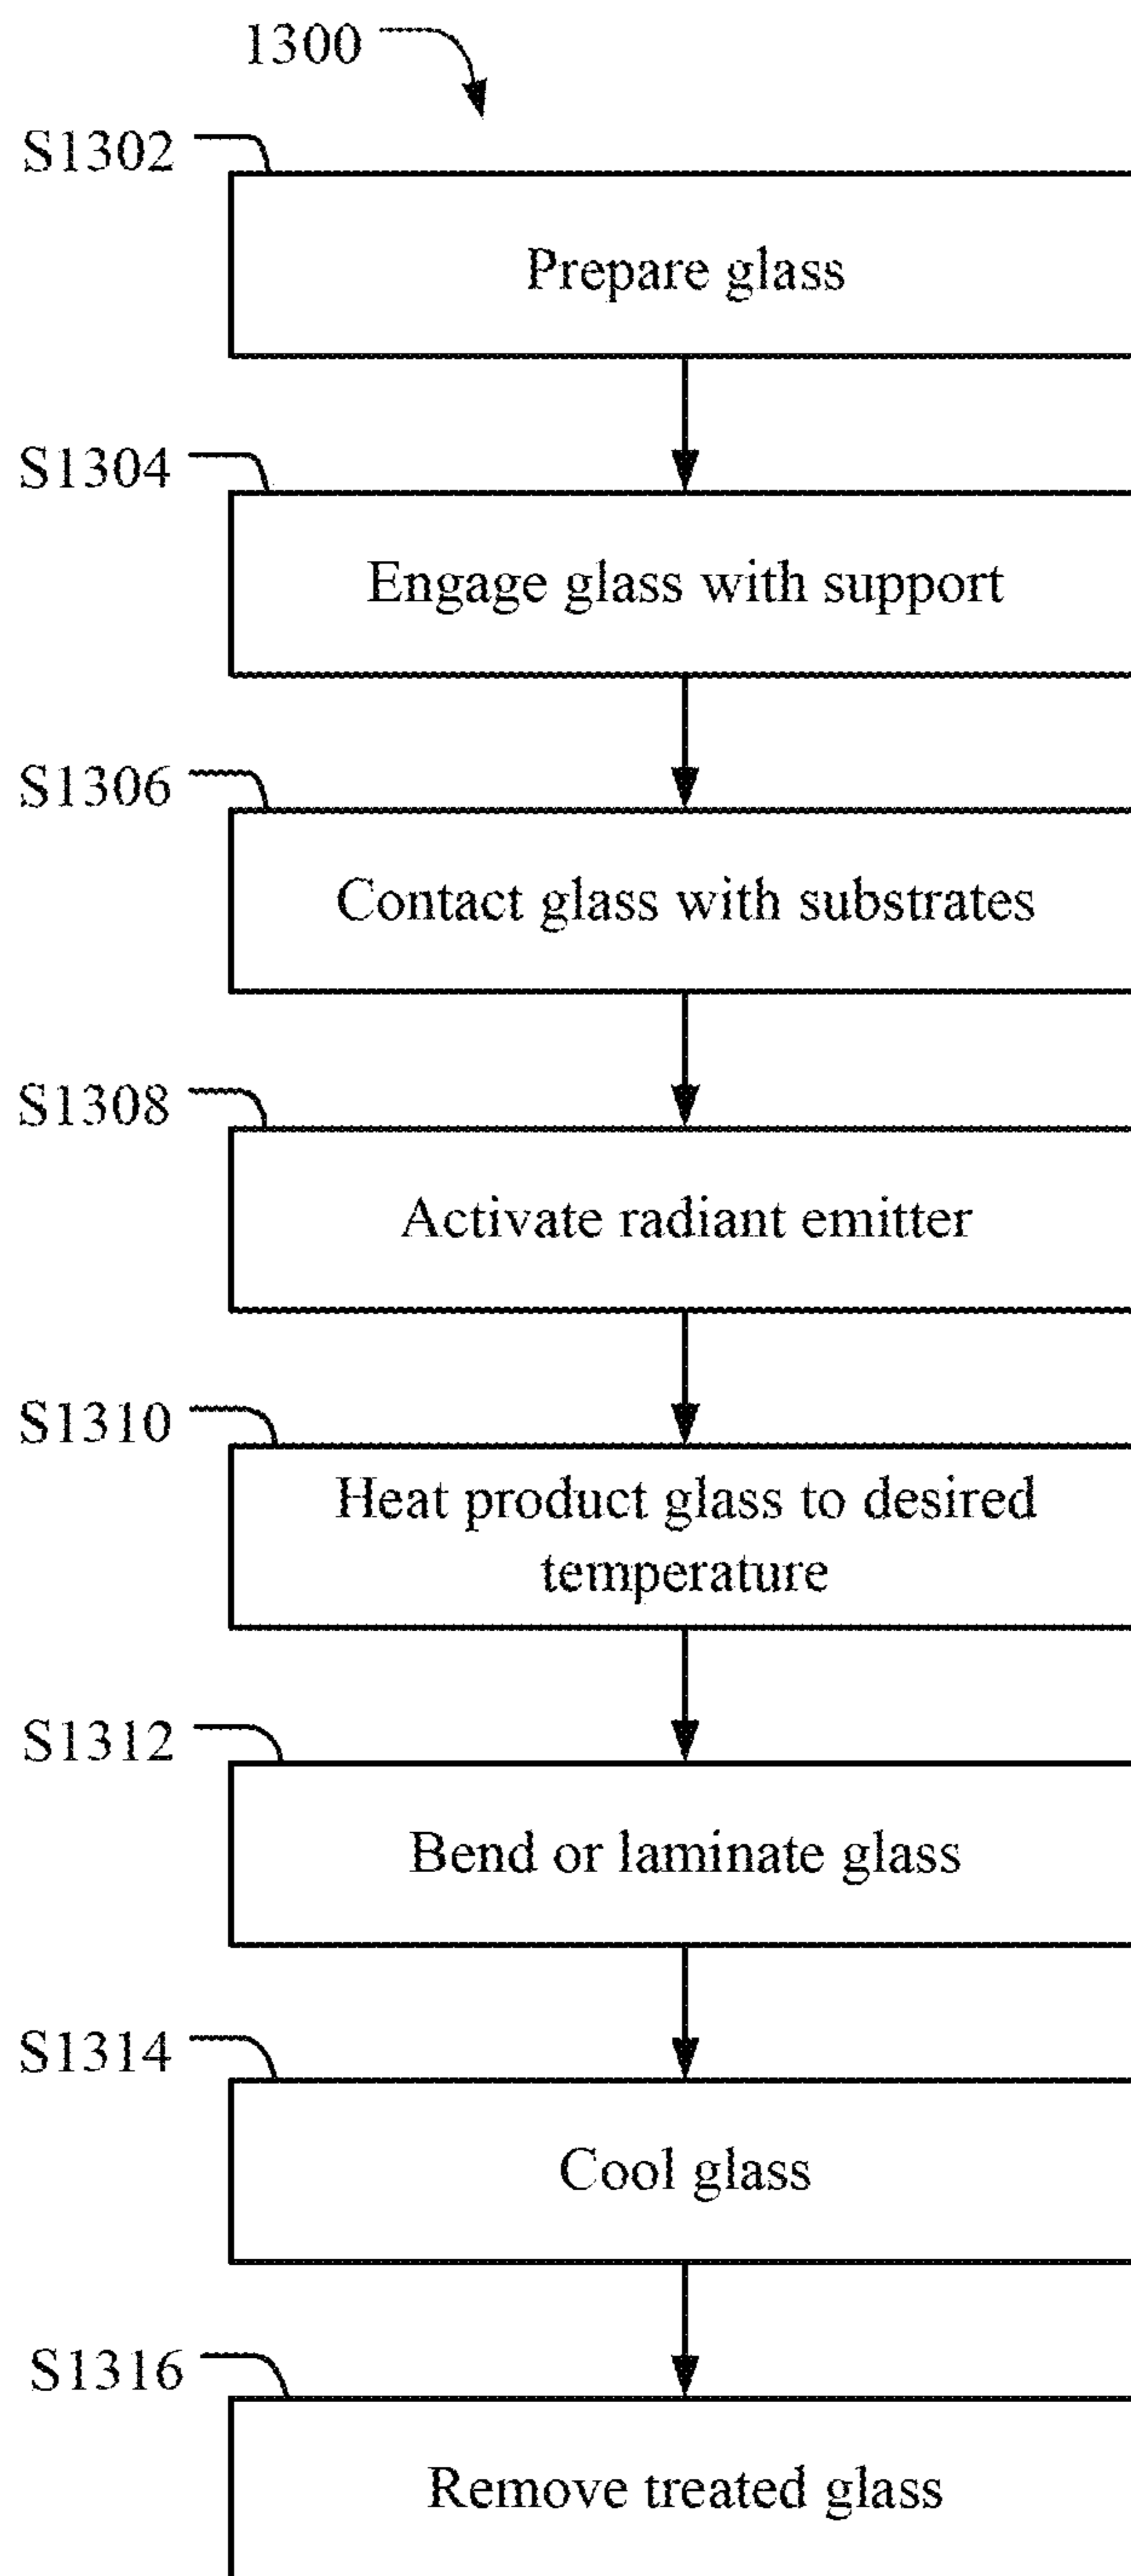 1300
S1302
Prepare glass
S1304
Engage glass with support
S1306
Contact glass with substrates
S1308
Activate radiant emitter
S1310
Heat product glass to desired
temperature
S1312
Bend or laminate glass
S1314
Cool glass
S1316
Remove treated glass